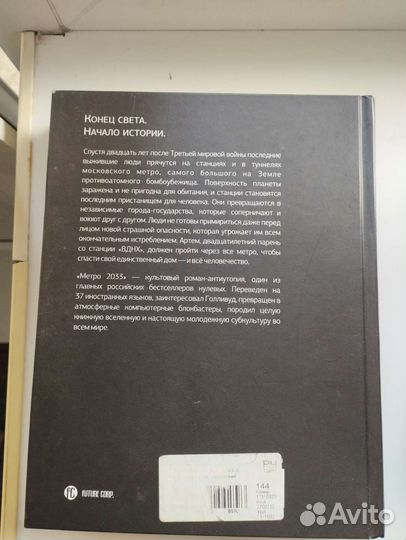 Конец света.
Начало истории.
Спустя двадцать лет после Третьей мировой войны последние
выжившие люди прячутся на станциях и в туннелях
московского метро, самого большого на Земле
противоатомного бомбоубежища. Поверхность планеты
заражена и не пригодна для обитания, и станции становятся
последним пристанищем для человека. Они превращаются в
независимые города-государства, которые соперничают и
воюют друг с другом. Люди не готовы примириться даже перед
лицом новой страшной опасности, которая угрожает им всем
окончательным истреблением. Артем, двадцатилетний парень
со станции «ВДНХ», должен пройти через все метро, чтобы
спасти свой единственный дом — и всё человечество.
«Метро 2033» — культовый роман-антиутопия, один из
главных российских бестселлеров нулевых. Переведен на
37 иностранных языков, заинтересовал Голливуд, превращен в
атмосферные компьютерные блокбастеры, породил целую
книжную вселенную и настоящую молодежную субкультуру во
всем мире.
144
FC FUTURE CORP.
Avito